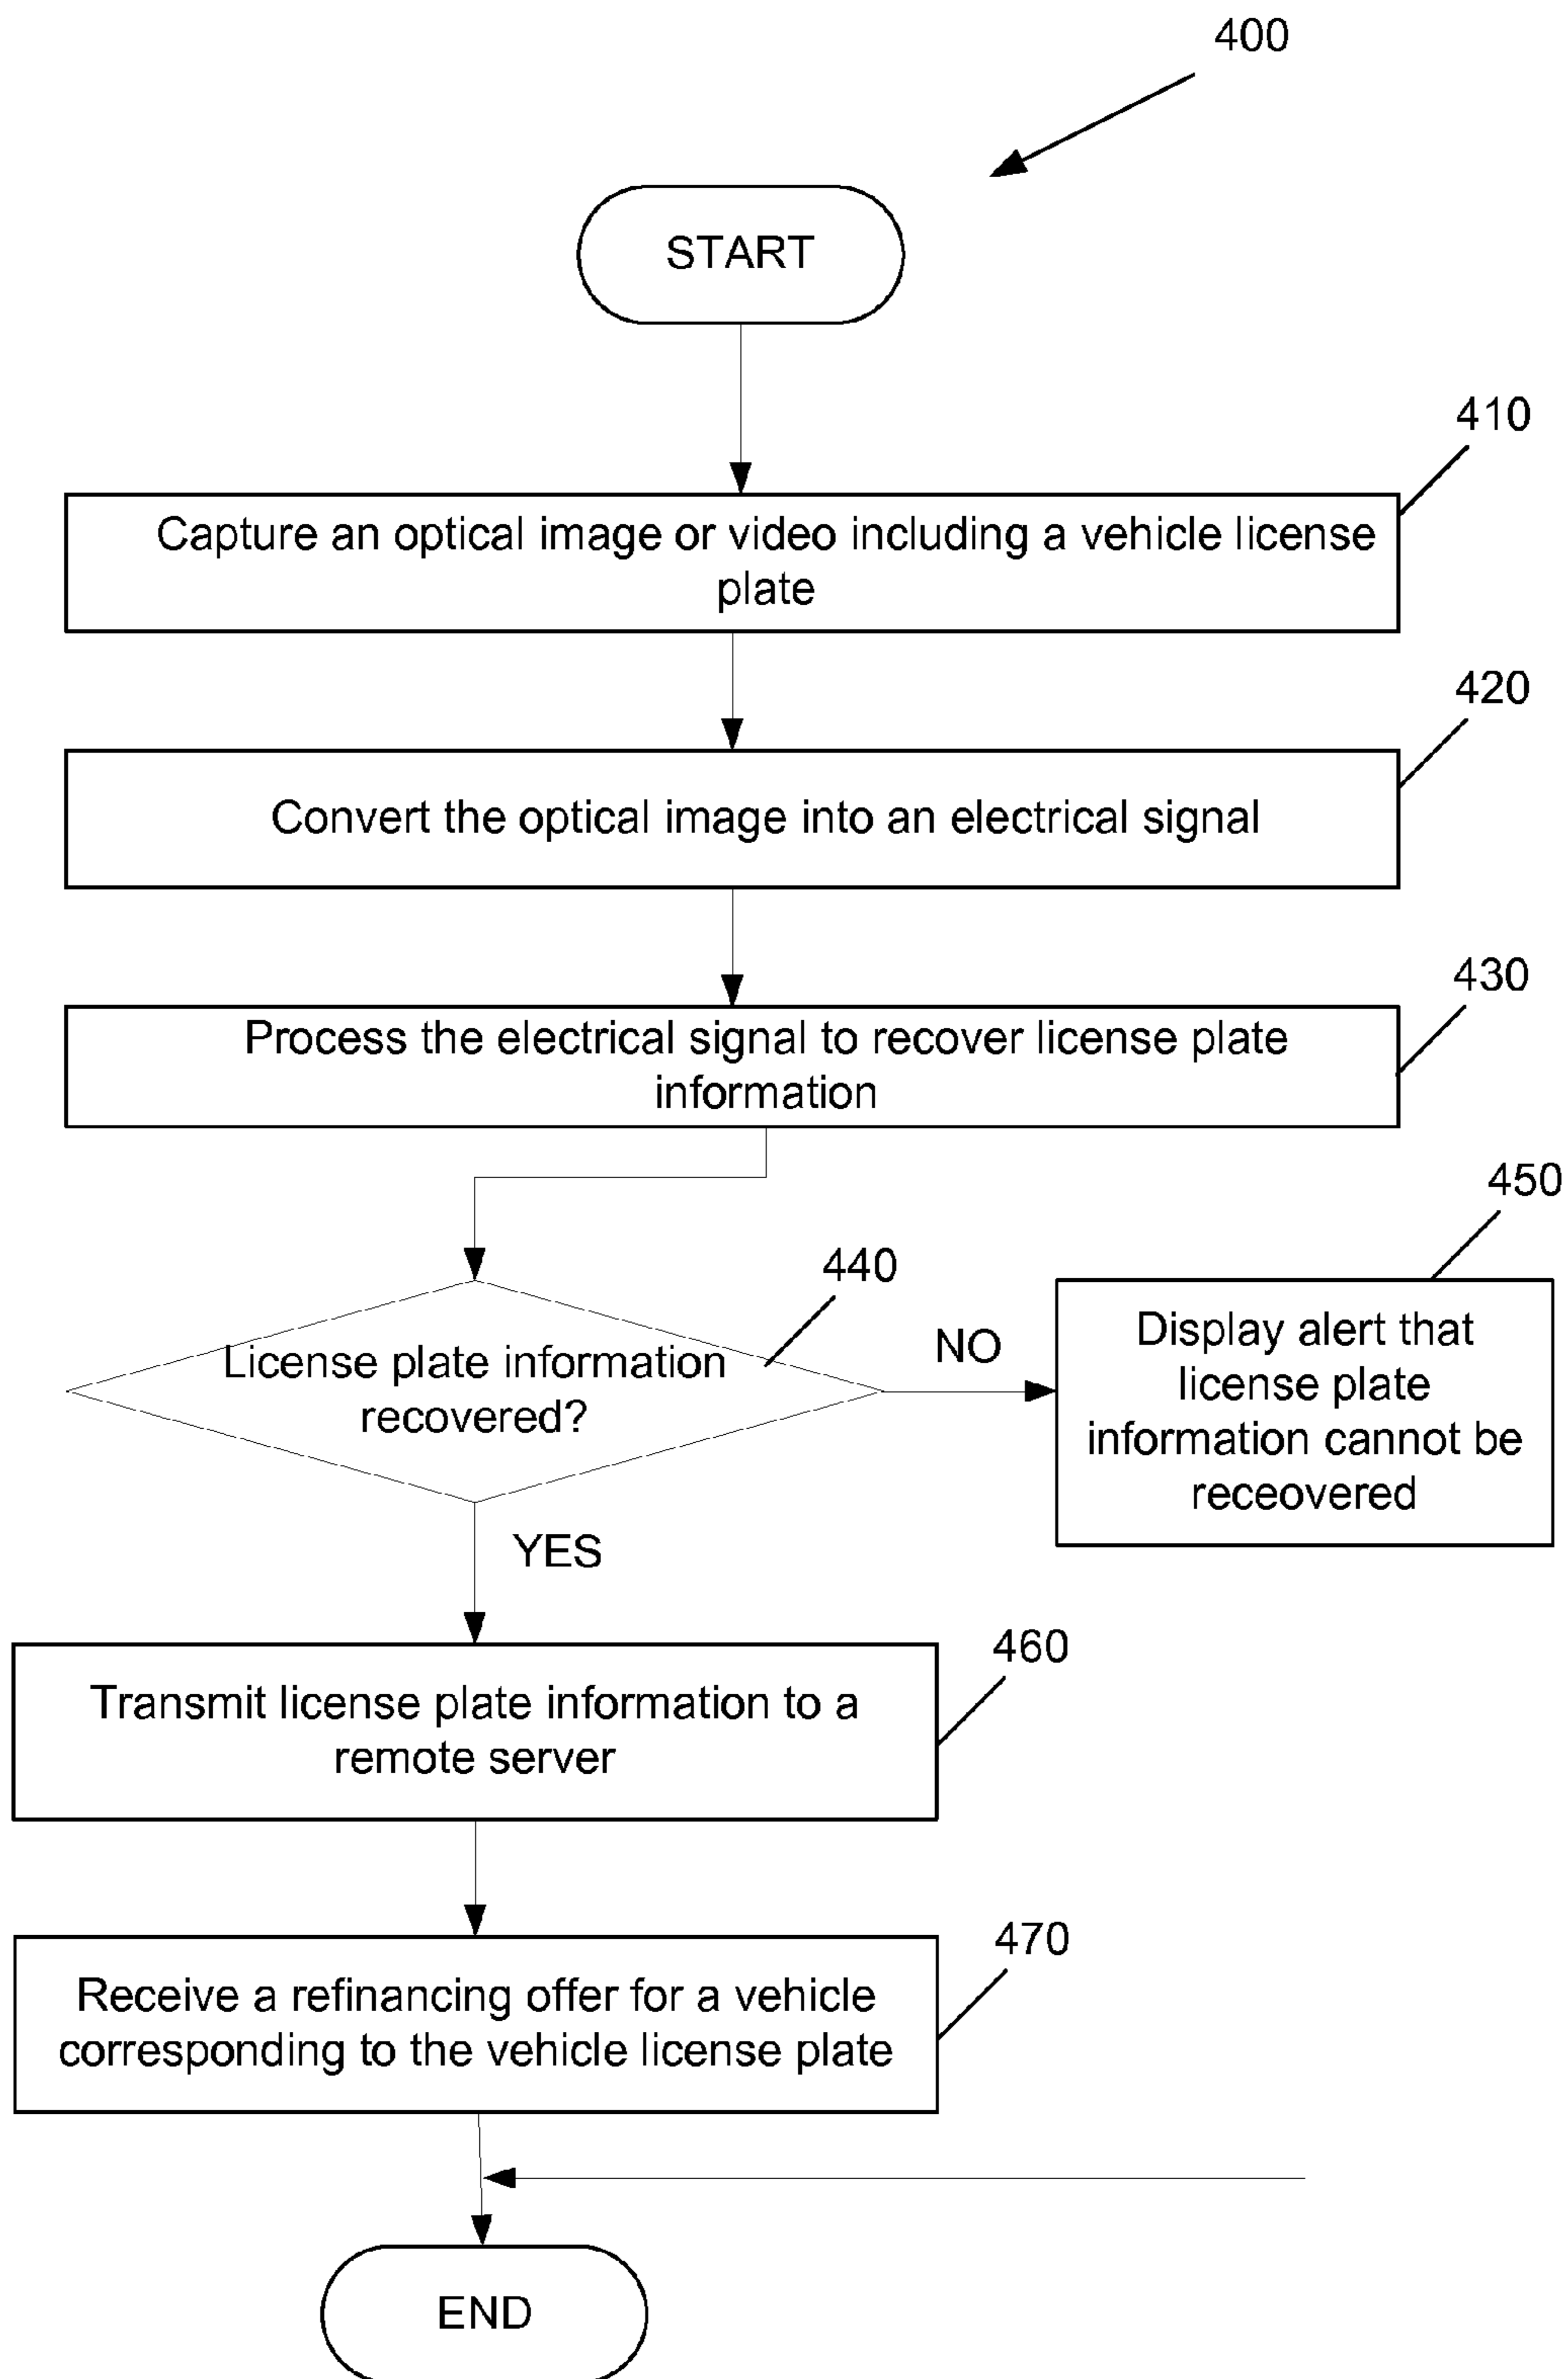 400
START
410
Capture an optical image or video including a vehicle license
plate
420
Convert the optical image into an electrical signal
430
Process the electrical signal to recover license plate
information
440
License plate information
recovered?
NO
450
Display alert that
license plate
information cannot be
receovered
YES
460
Transmit license plate information to a
remote server
470
Receive a refinancing offer for a vehicle
corresponding to the vehicle license plate
END